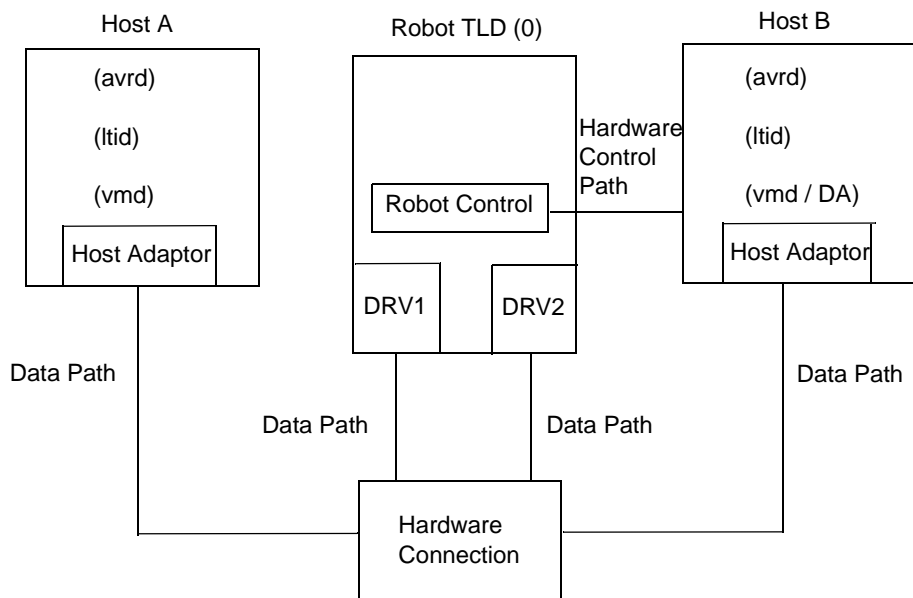 Host A
Robot TLD (0)
Host B
(avrd)
(ltid)
(vmd)
Host Adaptor
Robot Control
DRV1
DRV2
Hardware
Control
Path
(avrd)
(ltid)
(vmd / DA)
Host Adaptor
Data Path
Data Path
Data Path
Data Path
Hardware
Connection